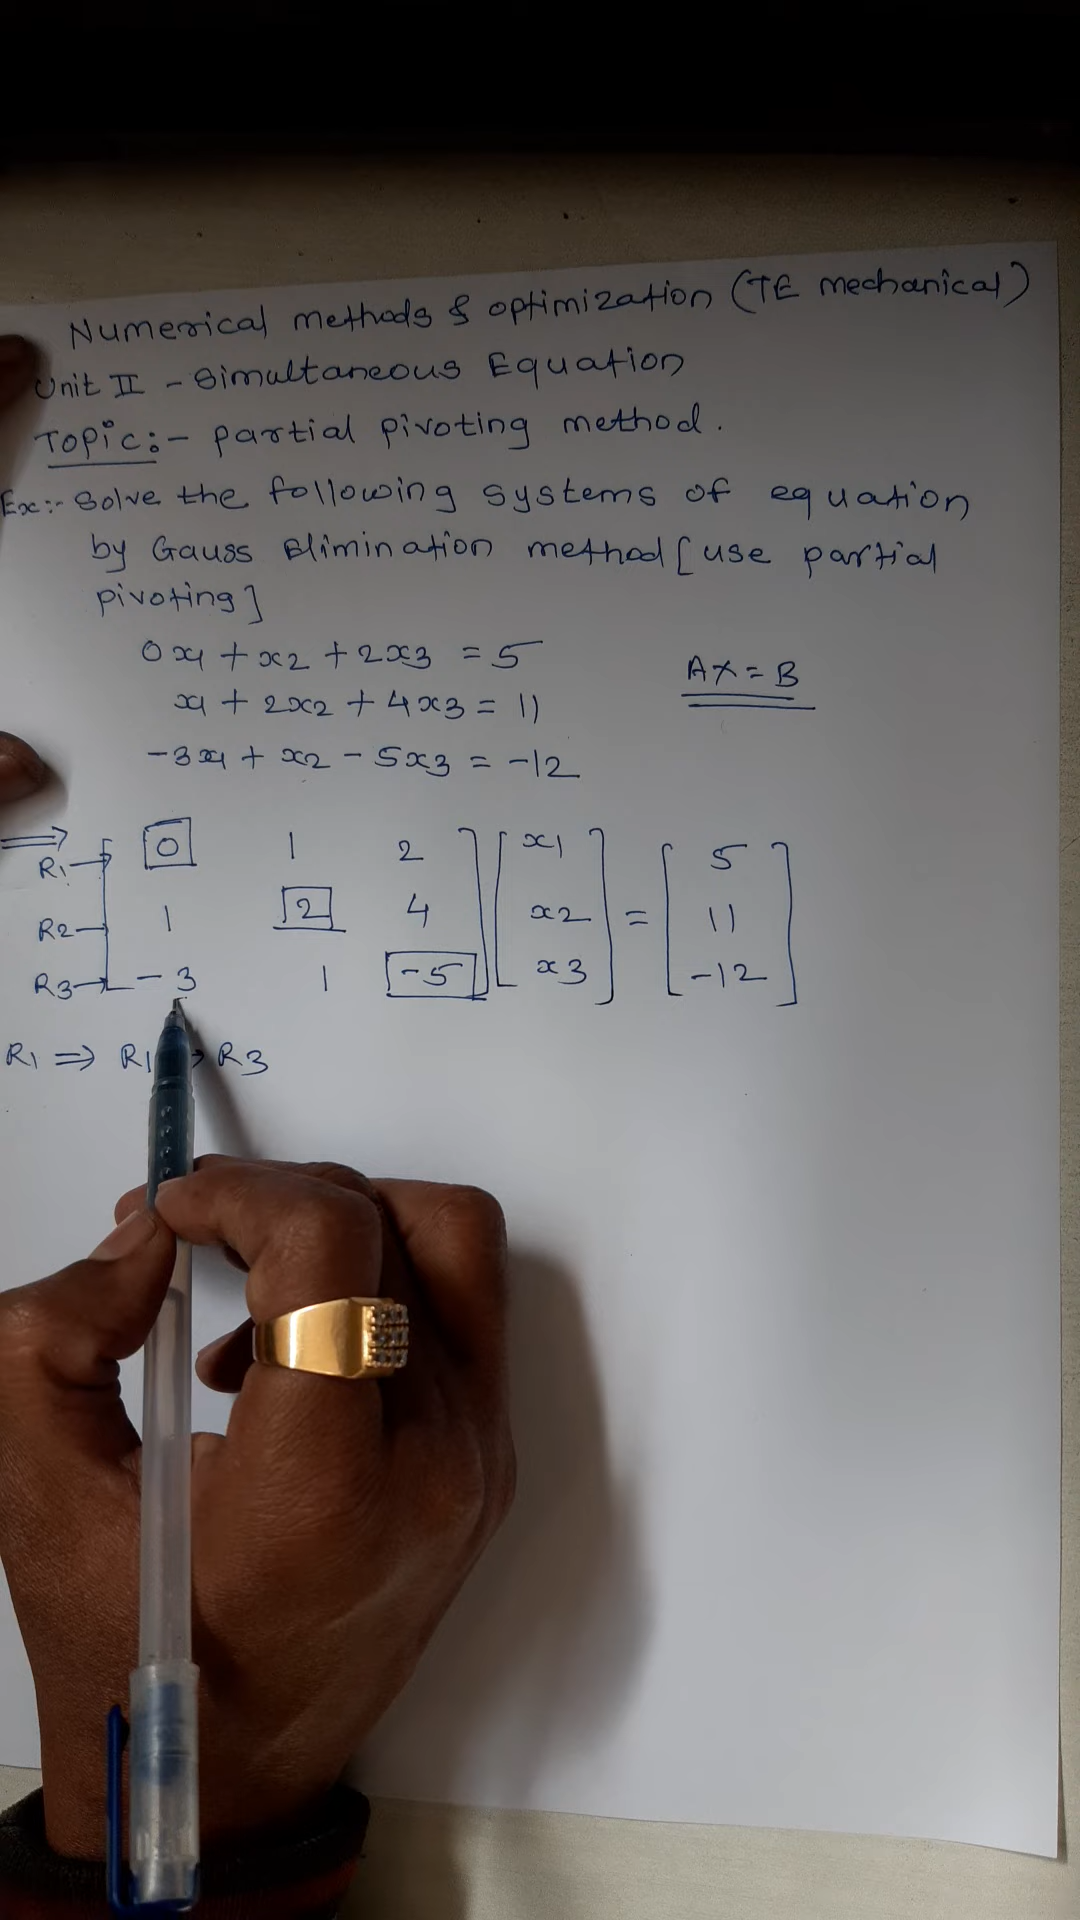 Numerical methods & optimization (TE mechanical)
Unit II - Simultaneous Equation
Topic:- partial pivoting method.
Ex:- Solve the following systems of equation
by Gauss Elimination method [use partial
pivoting]
0x1 + x2 + 2x3 = 5
AX = B
x1 + 2x2 + 4x3 = 11
-3x1 + x2 - 5x3 = -12
⇒ R1→ [ 0 1 2 ] [ x1 ] [ 5 ]
R2→ [ 1 2 4 ] [ x2 ] = [ 11 ]
R3→ [ -3 1 -5 ] [ x3 ] [ -12 ]
R1 ⇒ R1 → R3